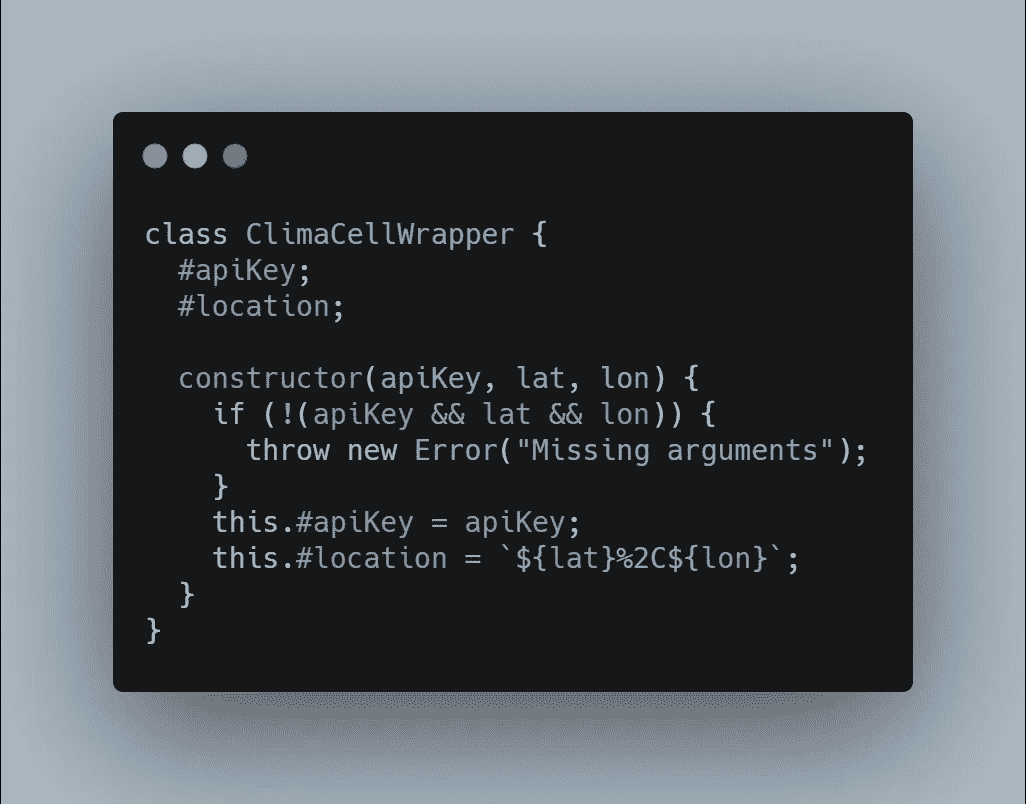 class ClimaCellWrapper {
  #apiKey;
  #location;

  constructor(apiKey, lat, lon) {
    if (!(apiKey && lat && lon)) {
      throw new Error("Missing arguments");
    }
    this.#apiKey = apiKey;
    this.#location = `${lat}%2C${lon}`;
  }
}